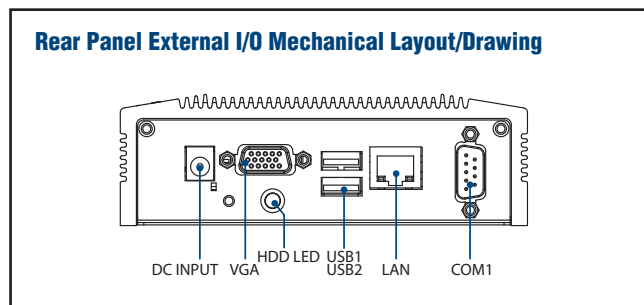 Rear Panel External I/O Mechanical Layout/Drawing
DC INPUT VGA HDD LED USB1 LAN COM1
USB2